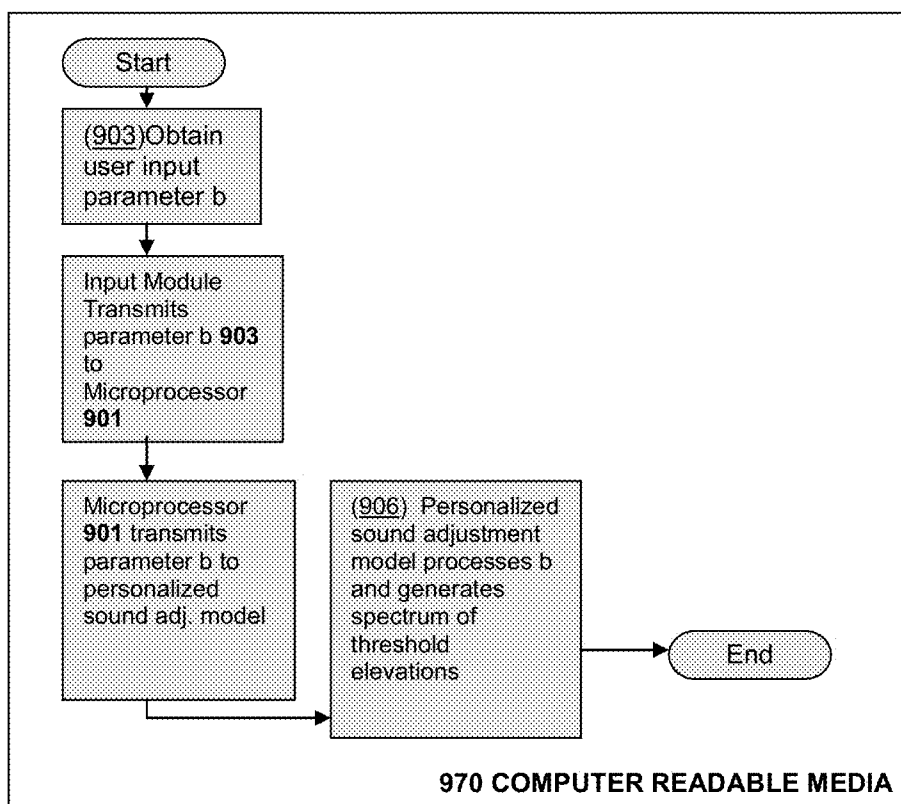 Start
(903)Obtain
user input
parameter b
Input Module
Transmits
parameter b 903
to
Microprocessor
901
Microprocessor
901 transmits
parameter b to
personalized
sound adj. model
(906) Personalized
sound adjustment
model processes b
and generates
spectrum of
threshold
elevations
End
970 COMPUTER READABLE MEDIA